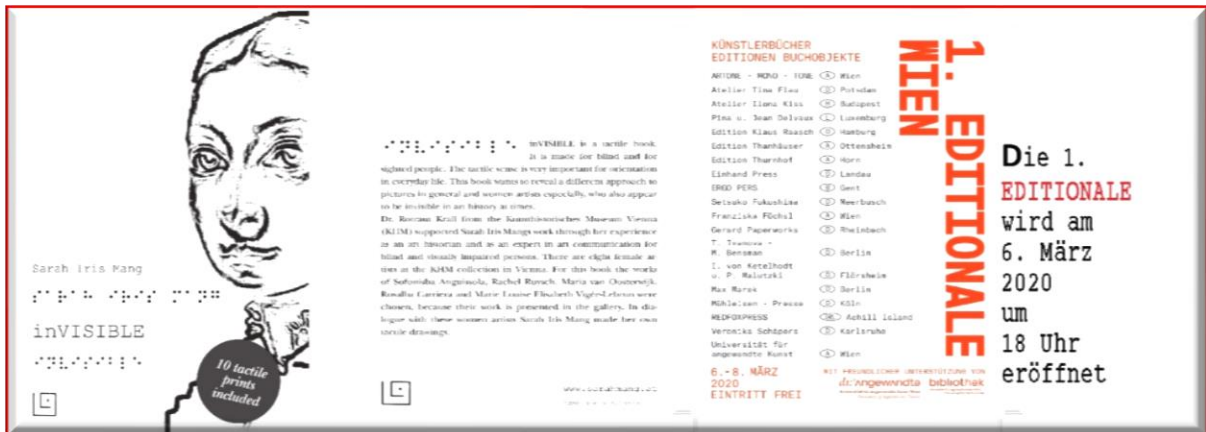 Sarah Iris Mang
⠎⠁⠗⠁⠓ ⠊⠗⠊⠎ ⠍⠁⠝⠛
inVISIBLE
⠊⠝⠧⠊⠎⠊⠃⠇⠑
10 tactile
prints
included
inVISIBLE is a tactile book.
It is made for blind and for
sighted people. The tactile sense is very important for orientation
in everyday life. This book wants to reveal a different approach to
pictures in general and women artists especially, who also appear
to be invisible in art history at times.
Dr. Rotraut Krall from the Kunsthistorisches Museum Vienna
(KHM) supported Sarah Iris Mangs work through her experience
as an art historian and as an expert in art communication for
blind and visually impaired persons. There are eight female ar-
tists at the KHM collection in Vienna. For this book the works
of Sofonisba Anguissola, Rachel Ruysch, Maria van Oosterwijk,
Rosalba Carriera and Marie Louise Elisabeth Vigée-Lebrun were
chosen, because their work is presented in the gallery. In dia-
logue with these women artists Sarah Iris Mang made her own
tactile drawings.
www.sarahmang.at
KÜNSTLERBÜCHER
EDITIONEN BUCHOBJEKTE
ARTONE - MONO - TONE A Wien
Atelier Tina Flau D Potsdam
Atelier Ilona Kiss H Budapest
Pina u. Jean Delvaux L Luxemburg
Edition Klaus Raasch D Hamburg
Edition Thanhäuser A Ottensheim
Edition Thurnhof A Horn
Einhand Press D Landau
ERGO PERS B Gent
Setsuko Fukushima D Meerbusch
Franziska Füchsl A Wien
Gerard Paperworks D Rheinbach
T. -
M. Bensman D Berlin
I. von Ketelhodt
u. P. Malutzki D Flörsheim
Max Marek D Berlin
Mühleisen - Presse D Köln
REDFOXPRESS IRL Achill island
Veronika Schäpers D Karlsruhe
Universität für
angewandte Kunst A Wien
6.-8. MÄRZ
2020
EINTRITT FREI
MIT FREUNDLICHER UNTERSTÜTZUNG VON
di:'angewandte bibliothek
1. EDITIONALE
WIEN
Die 1.
EDITIONALE
wird am
6. März
2020
um
18 Uhr
eröffnet